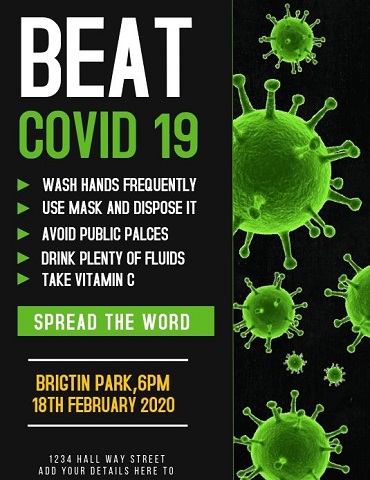 BEAT
COVID 19
WASH HANDS FREQUENTLY
USE MASK AND DISPOSE IT
AVOID PUBLIC PALCES
DRINK PLENTY OF FLUIDS
TAKE VITAMIN C
SPREAD THE WORD
BRIGTIN PARK,6PM
18TH FEBRUARY 2020
1234 HALL WAY STREET
ADD YOUR DETAILS HERE TO